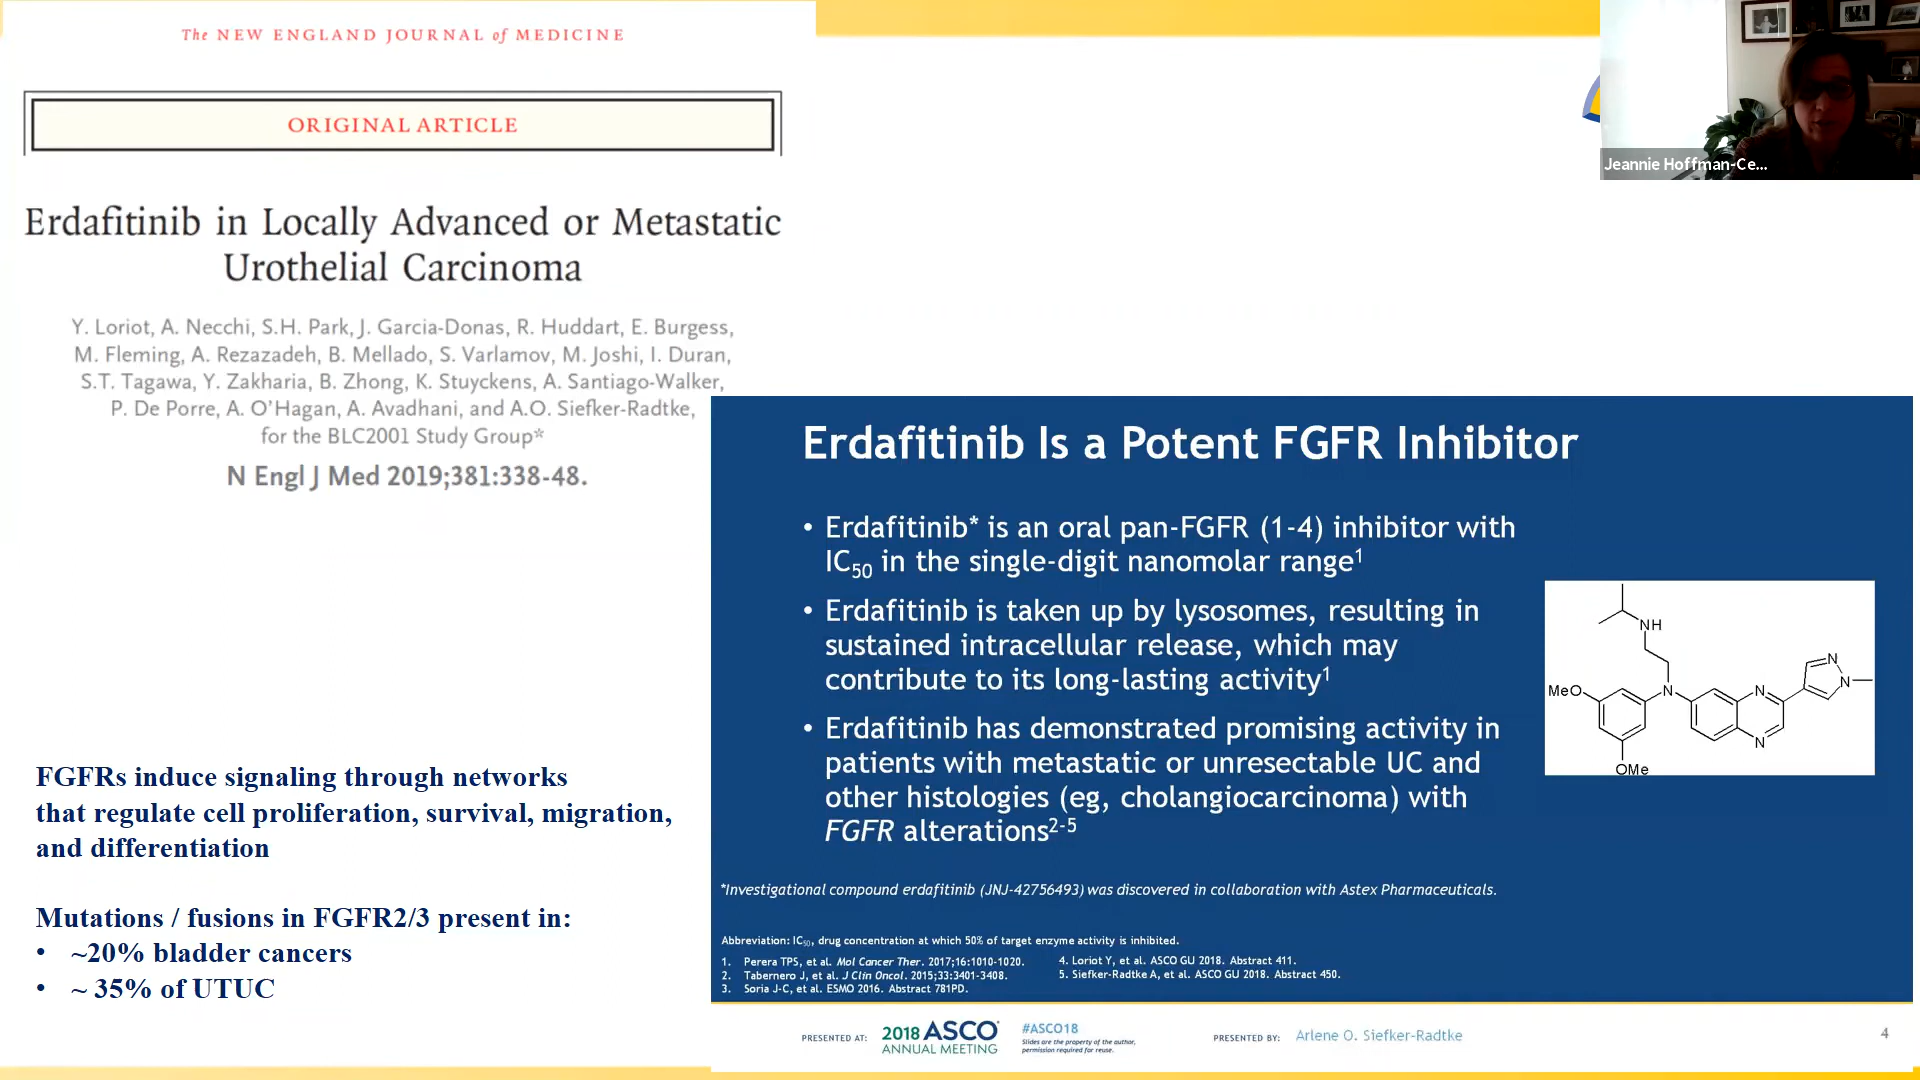 The NEW ENGLAND JOURNAL of MEDICINE
ORIGINAL ARTICLE
Erdafitinib in Locally Advanced or Metastatic
Urothelial Carcinoma
Y. Loriot, A. Necchi, S.H. Park, J. Garcia-Donas, R. Huddart, E. Burgess,
M. Fleming, A. Rezazadeh, B. Mellado, S. Varlamov, M. Joshi, I. Duran,
S.T. Tagawa, Y. Zakharia, B. Zhong, K. Stuyckens, A. Santiago-Walker,
P. De Porre, A. O'Hagan, A. Avadhani, and A.O. Siefker-Radtke,
for the BLC2001 Study Group*
N Engl J Med 2019;381:338-48.
FGFRs induce signaling through networks
that regulate cell proliferation, survival, migration,
and differentiation
Mutations / fusions in FGFR2/3 present in:
• ~20% bladder cancers
• ~ 35% of UTUC
Jeannie Hoffman-Ce...
Erdafitinib Is a Potent FGFR Inhibitor
• Erdafitinib* is an oral pan-FGFR (1-4) inhibitor with
IC50 in the single-digit nanomolar range1
• Erdafitinib is taken up by lysosomes, resulting in
sustained intracellular release, which may
contribute to its long-lasting activity1
• Erdafitinib has demonstrated promising activity in
patients with metastatic or unresectable UC and
other histologies (eg, cholangiocarcinoma) with
FGFR alterations2-5
NH
MeO
N
N
N
N
N
OMe
*Investigational compound erdafitinib (JNJ-42756493) was discovered in collaboration with Astex Pharmaceuticals.
Abbreviation: IC50, drug concentration at which 50% of target enzyme activity is inhibited.
1. Perera TPS, et al. Mol Cancer Ther. 2017;16:1010-1020.
2. Tabernero J, et al. J Clin Oncol. 2015;33:3401-3408.
3. Soria J-C, et al. ESMO 2016. Abstract 781PD.
4. Loriot Y, et al. ASCO GU 2018. Abstract 411.
5. Siefker-Radtke A, et al. ASCO GU 2018. Abstract 450.
PRESENTED AT:
2018 ASCO
ANNUAL MEETING
#ASCO18
Slides are the property of the author,
permission required for reuse.
PRESENTED BY: Arlene O. Siefker-Radtke
4